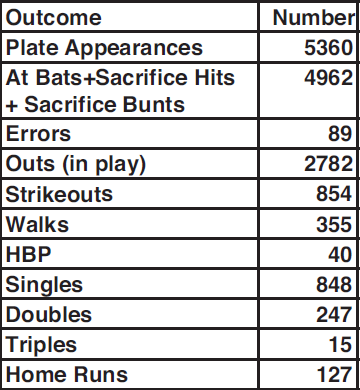 Outcome Number
Plate Appearances 5360
At Bats+Sacrifice Hits 4962
+ Sacrifice Bunts
Errors 89
Outs (in play) 2782
Strikeouts 854
Walks 355
HBP 40
Singles 848
Doubles 247
Triples 15
Home Runs 127